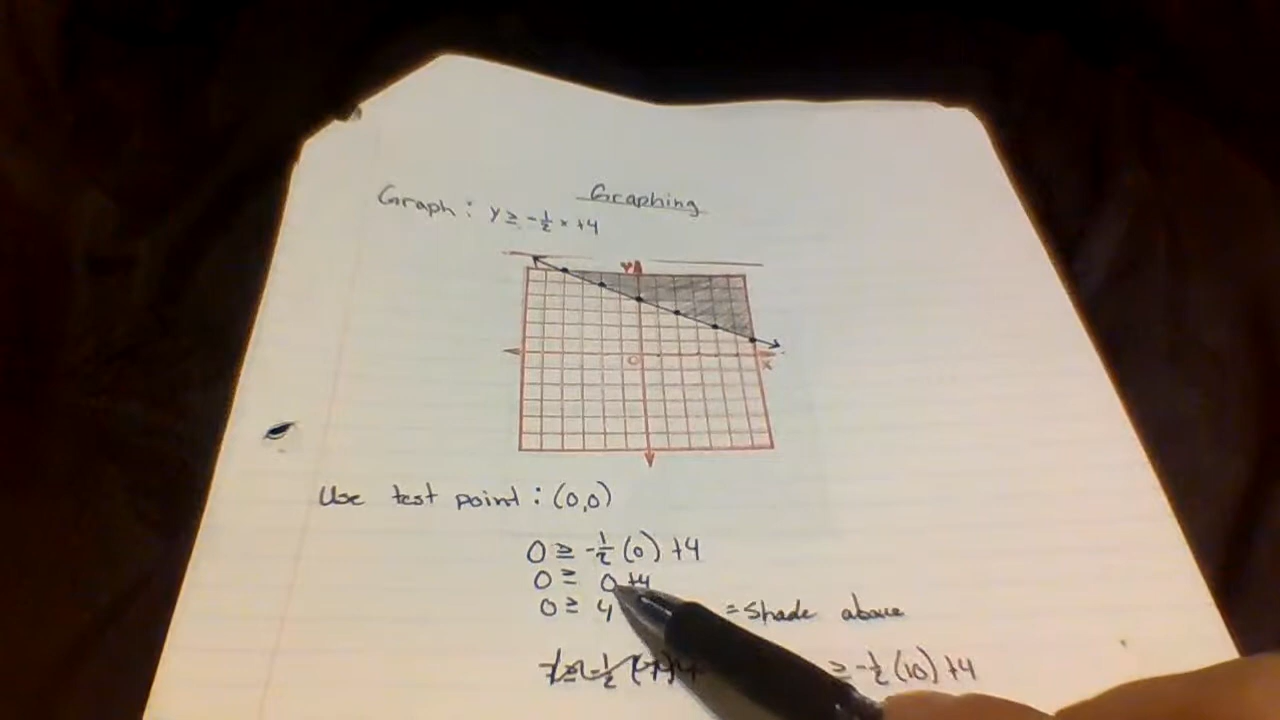 Graphing
Graph: y ≥ -1/2 x +4
Y
O
X
Use test point: (0,0)
0 ≥ -1/2 (0) +4
0 ≥ 0+4
0 ≥ 4
= Shade above
≥ -1/2 (10) +4